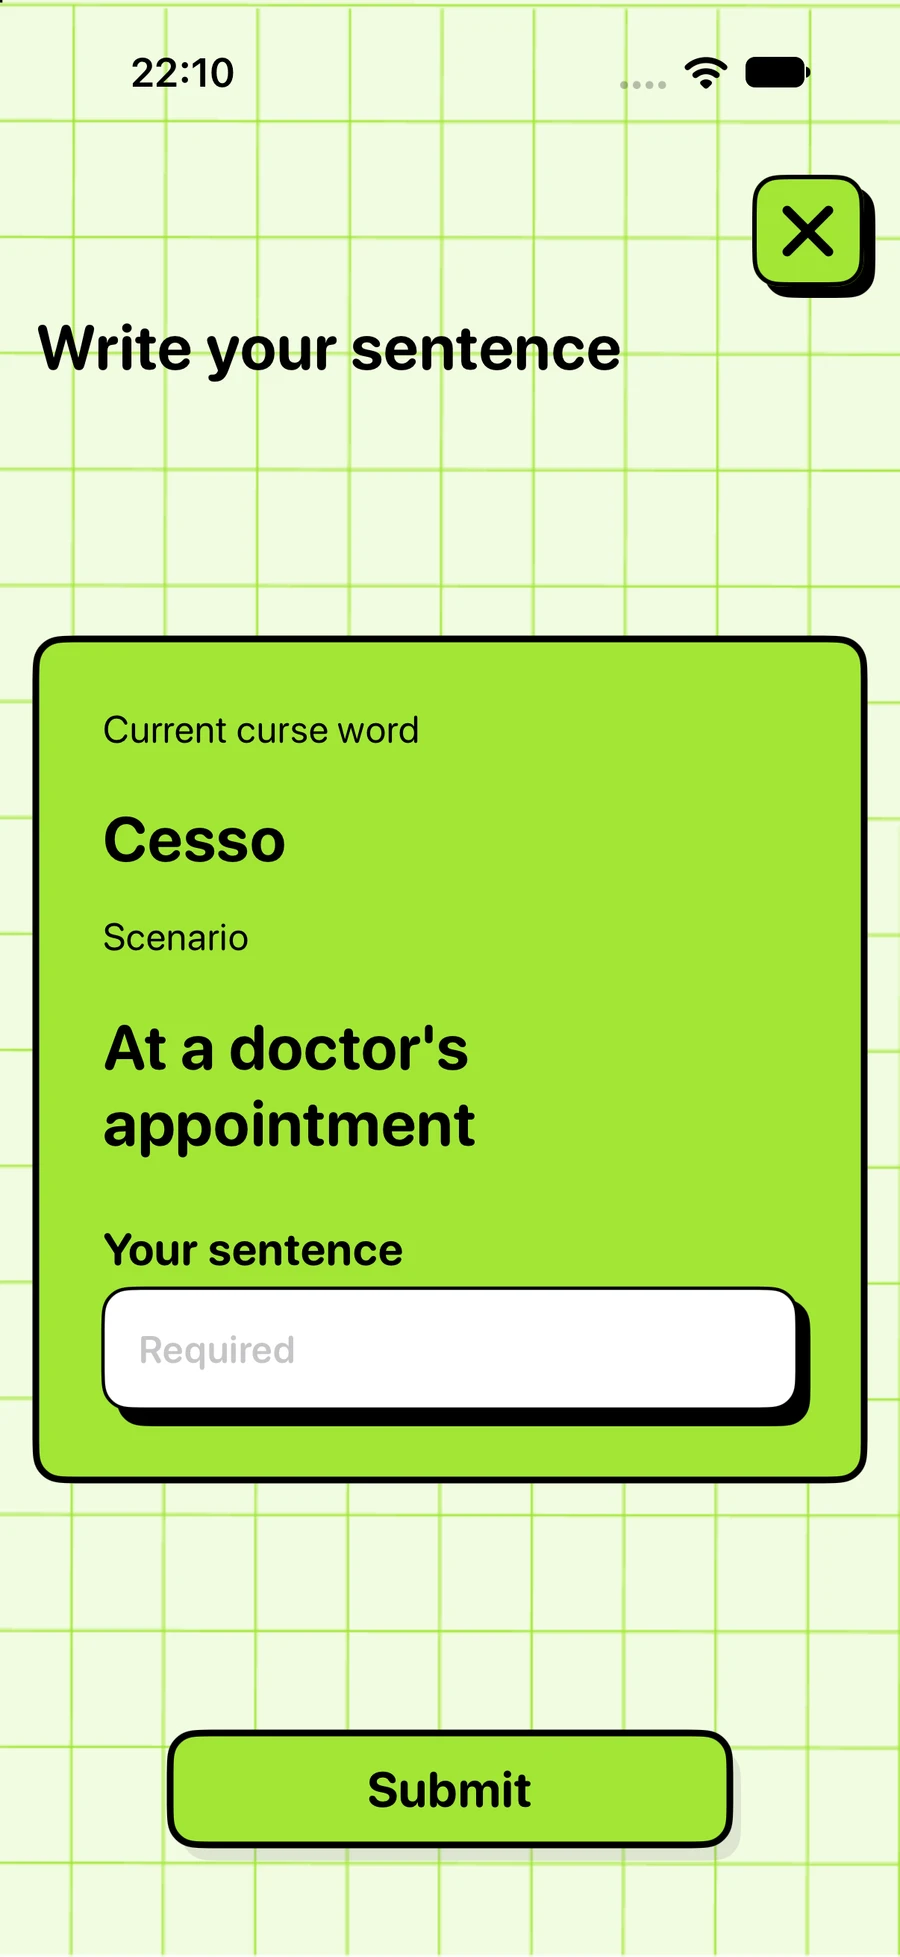 22:10
Write your sentence
Current curse word
Cesso
Scenario
At a doctor's
appointment
Your sentence
Required
Submit